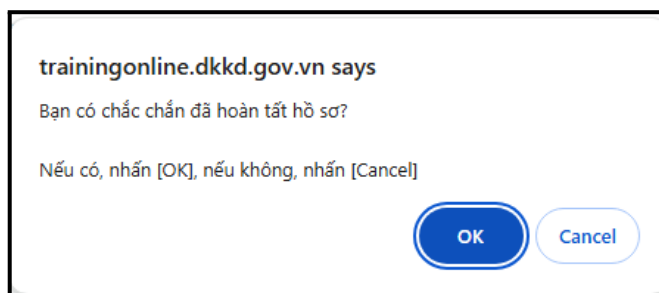 trainingonline.dkkd.gov.vn says
Bạn có chắc chắn đã hoàn tất hồ sơ?
Nếu có, nhấn [OK], nếu không, nhấn [Cancel]
OK
Cancel